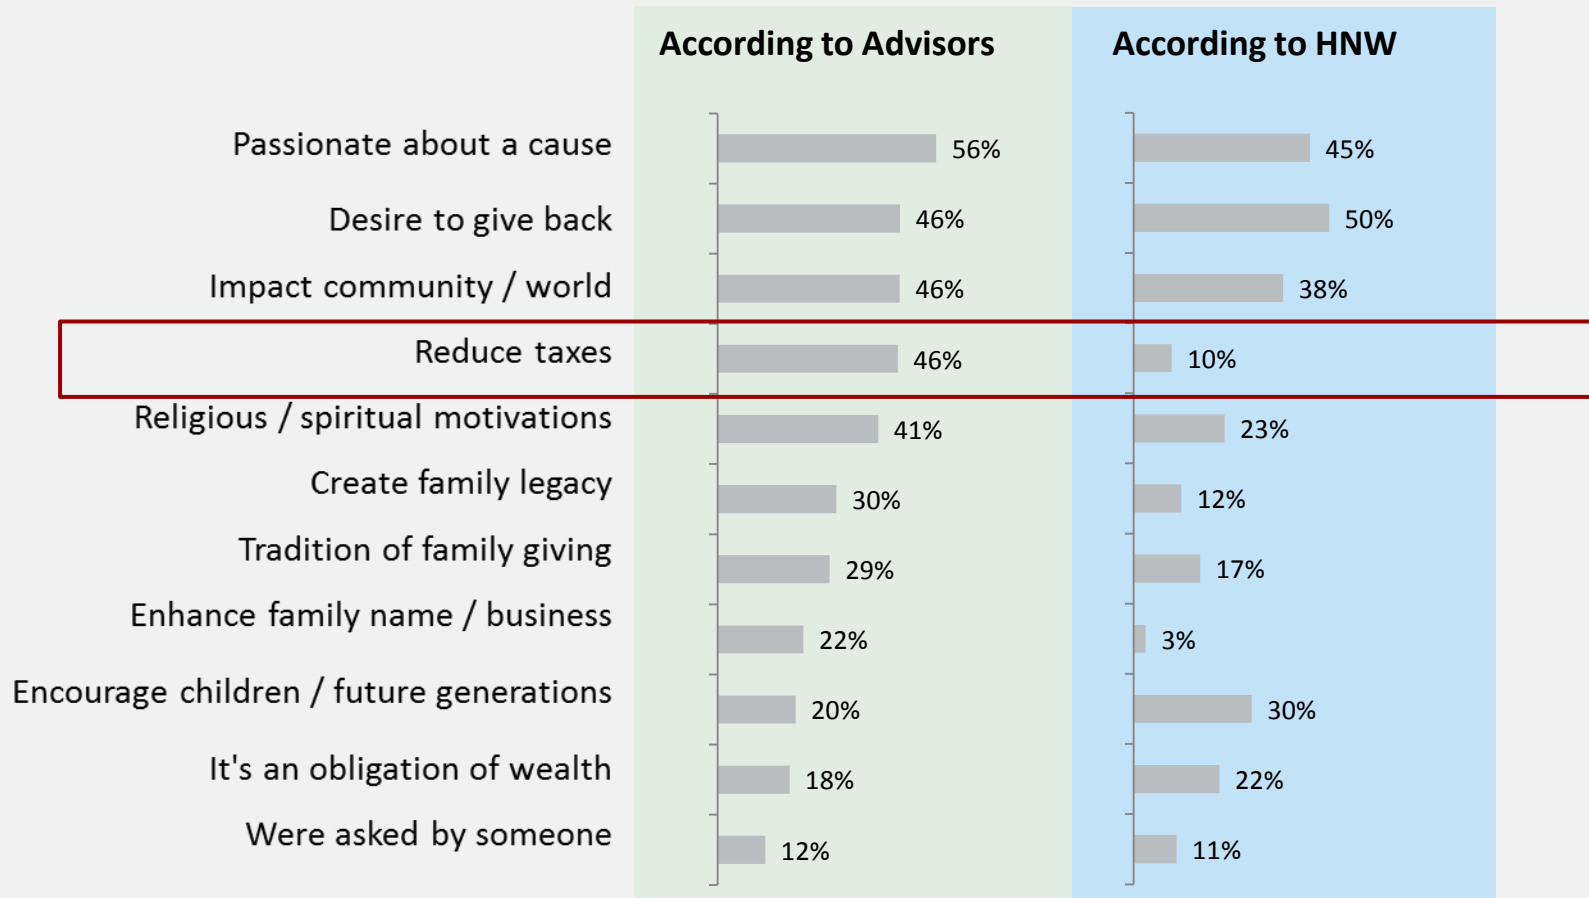 According to Advisors According to HNW
Passionate about a cause 56% 45%
Desire to give back 46% 50%
Impact community / world 46% 38%
Reduce taxes 46% 10%
Religious / spiritual motivations 41% 23%
Create family legacy 30% 12%
Tradition of family giving 29% 17%
Enhance family name / business 22% 3%
Encourage children / future generations 20% 30%
It's an obligation of wealth 18% 22%
Were asked by someone 12% 11%